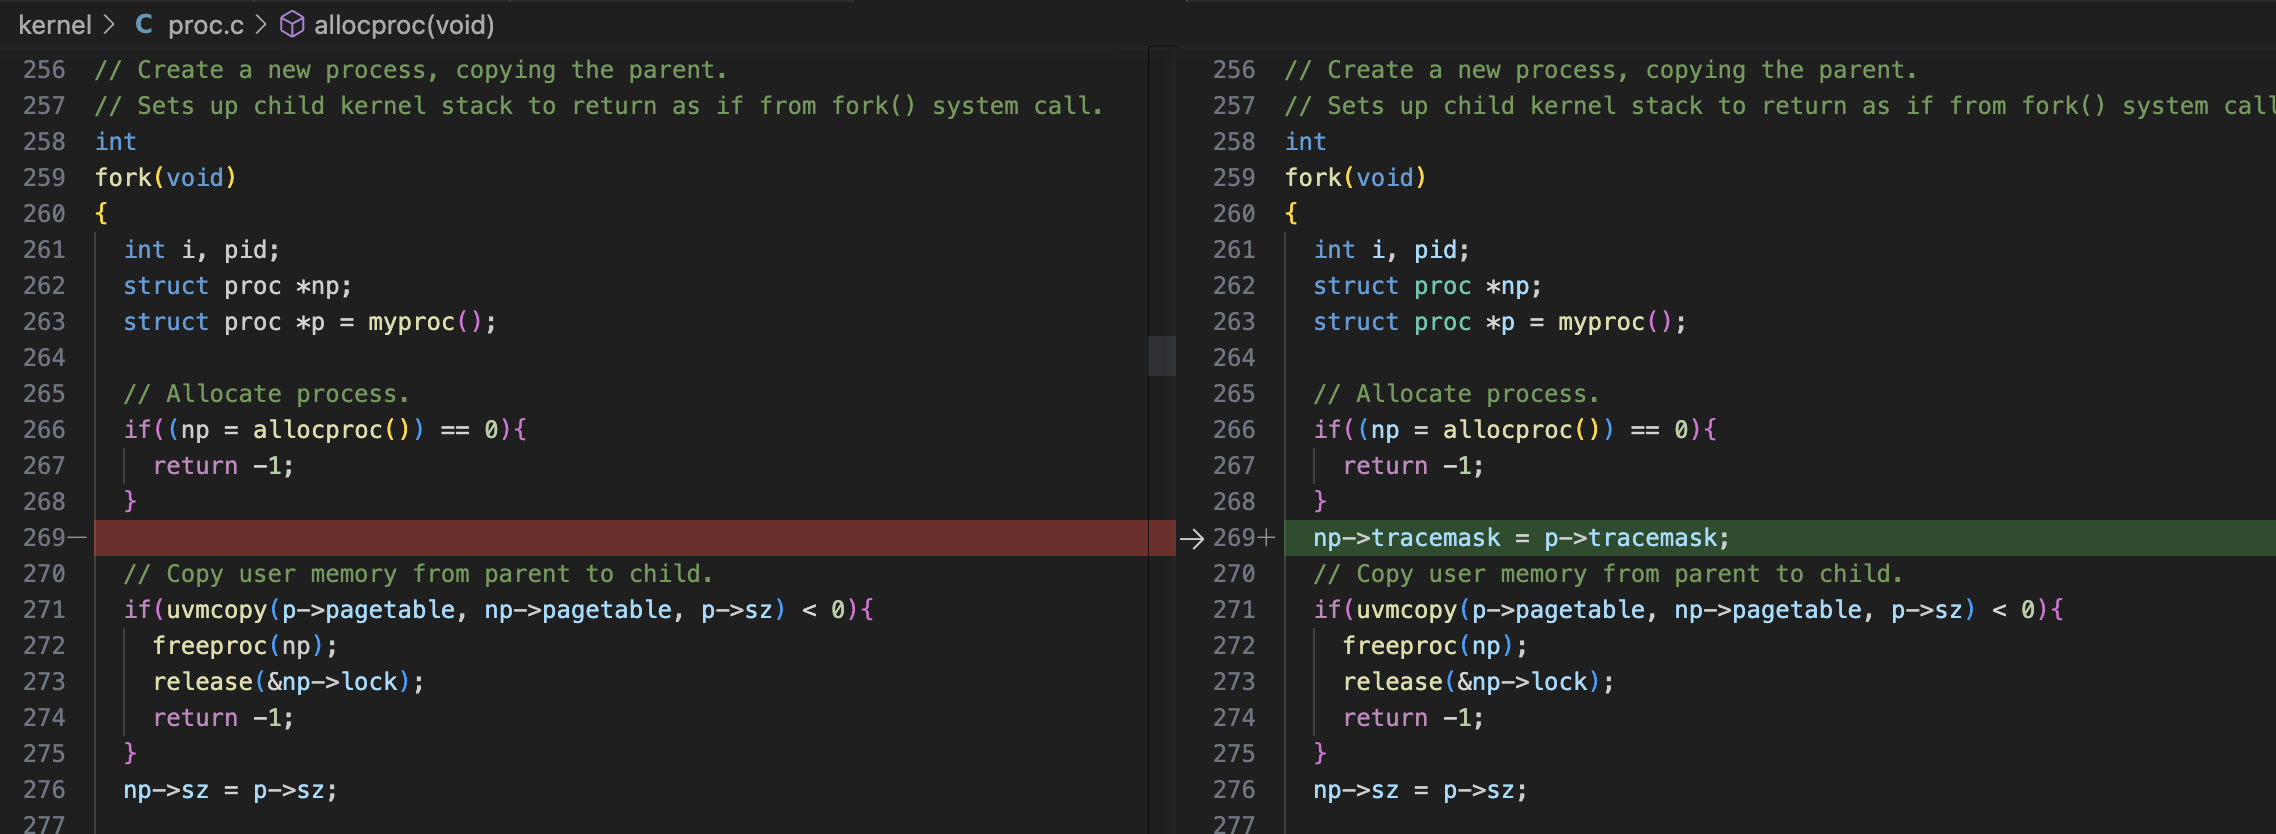 kernel > C proc.c > allocproc(void)
256 // Create a new process, copying the parent.
257 // Sets up child kernel stack to return as if from fork() system call.
258 int
259 fork(void)
260 {
261 int i, pid;
262 struct proc *np;
263 struct proc *p = myproc();
264
265 // Allocate process.
266 if((np = allocproc()) == 0){
267 return -1;
268 }
269—
270 // Copy user memory from parent to child.
271 if(uvmcopy(p->pagetable, np->pagetable, p->sz) < 0){
272 freeproc(np);
273 release(&np->lock);
274 return -1;
275 }
276 np->sz = p->sz;
277
256 // Create a new process, copying the parent.
257 // Sets up child kernel stack to return as if from fork() system call
258 int
259 fork(void)
260 {
261 int i, pid;
262 struct proc *np;
263 struct proc *p = myproc();
264
265 // Allocate process.
266 if((np = allocproc()) == 0){
267 return -1;
268 }
→ 269+ np->tracemask = p->tracemask;
270 // Copy user memory from parent to child.
271 if(uvmcopy(p->pagetable, np->pagetable, p->sz) < 0){
272 freeproc(np);
273 release(&np->lock);
274 return -1;
275 }
276 np->sz = p->sz;
277